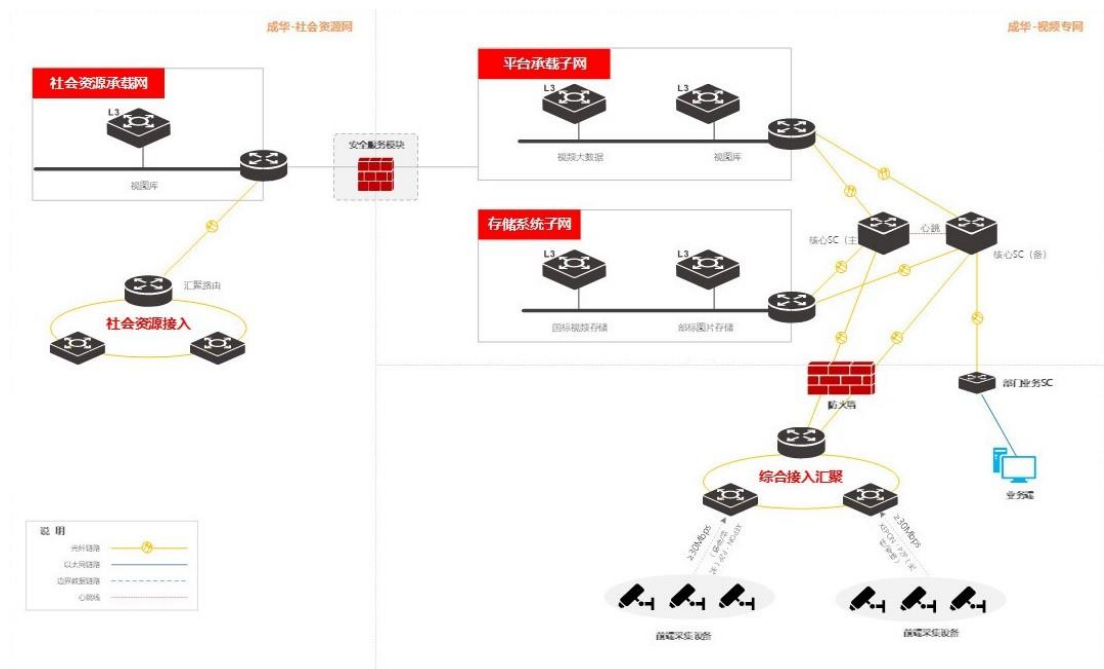 成华-社会资源网
成华-视频专网
社会资源承载网
L3
视图库
安全服务模块
平台承载子网
L3
L3
视频大数据
视图库
存储系统子网
L3
L3
国标视频存储
部标图片存储
核心SC（主
心跳
核心SC（备）
汇聚路由
社会资源接入
防火墙
部门业务SC
业务端
综合接入汇聚
≥30Mbps
≥30Mbps
前端采集设备
前端采集设备
说 明
光纤链路
以太网链路
边界数据链路
心跳线